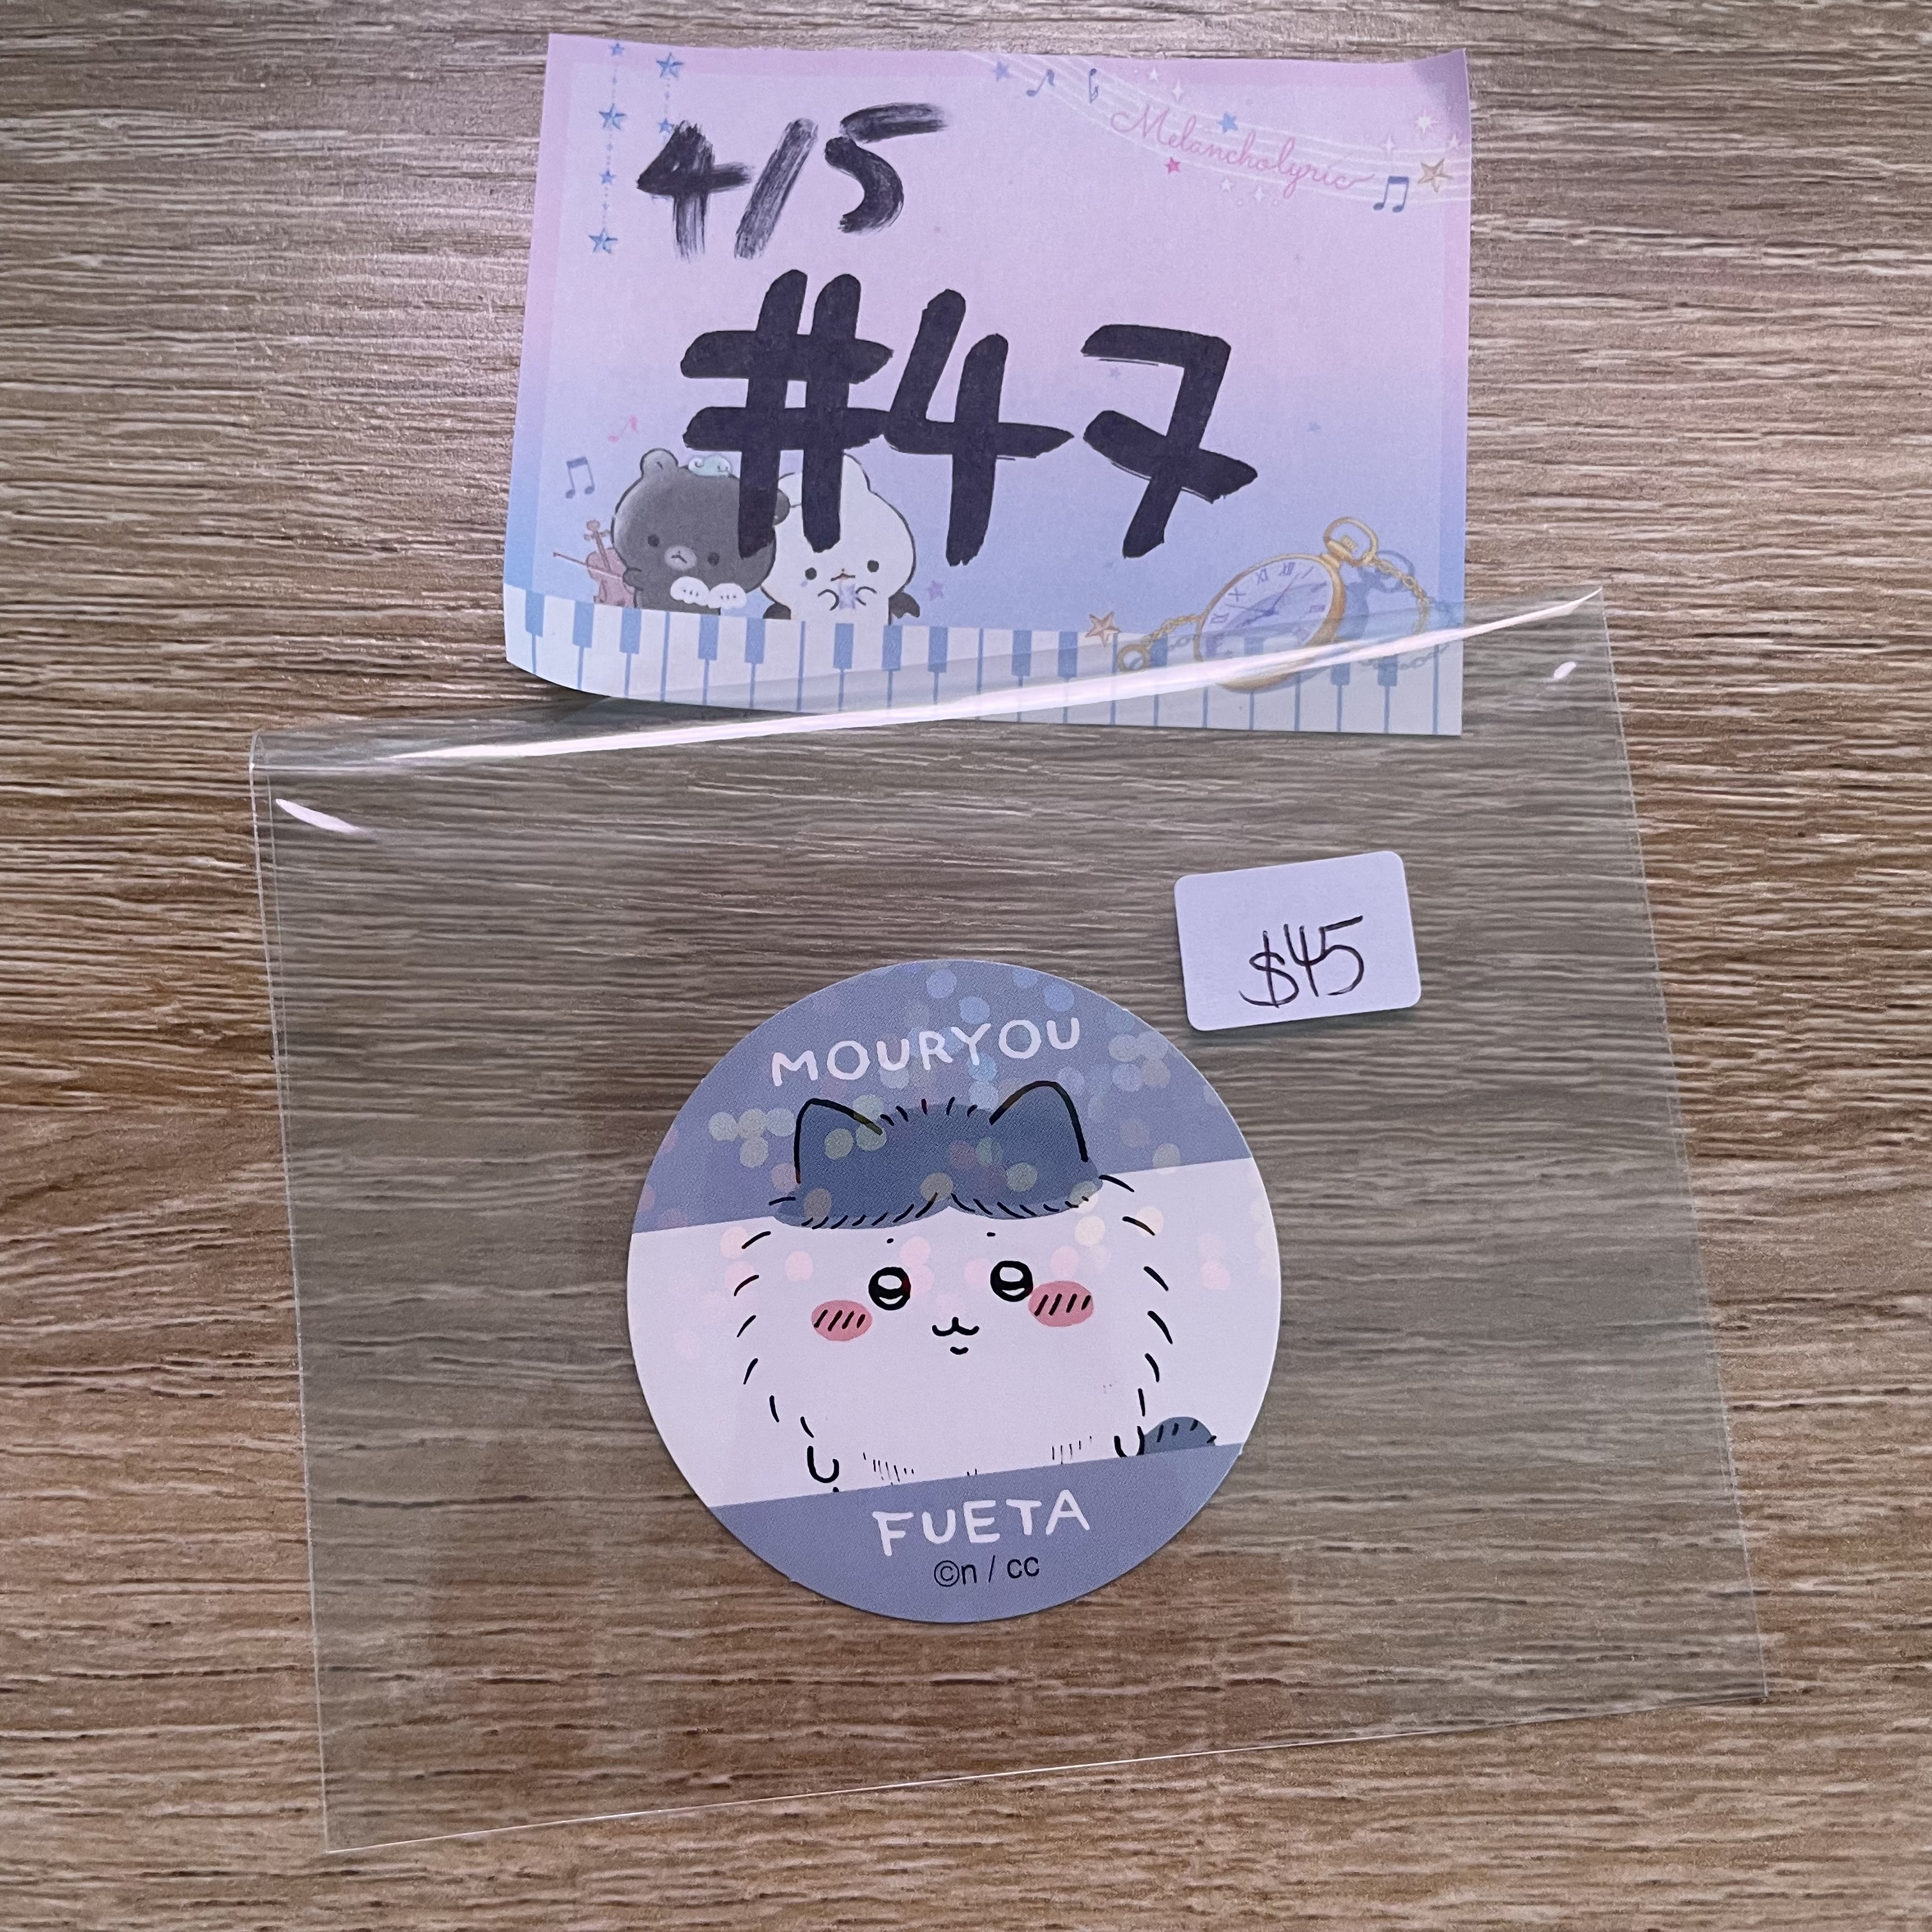 4/5
Melancholyric
#47
$45
MOURYOU
FUETA
©n / cc